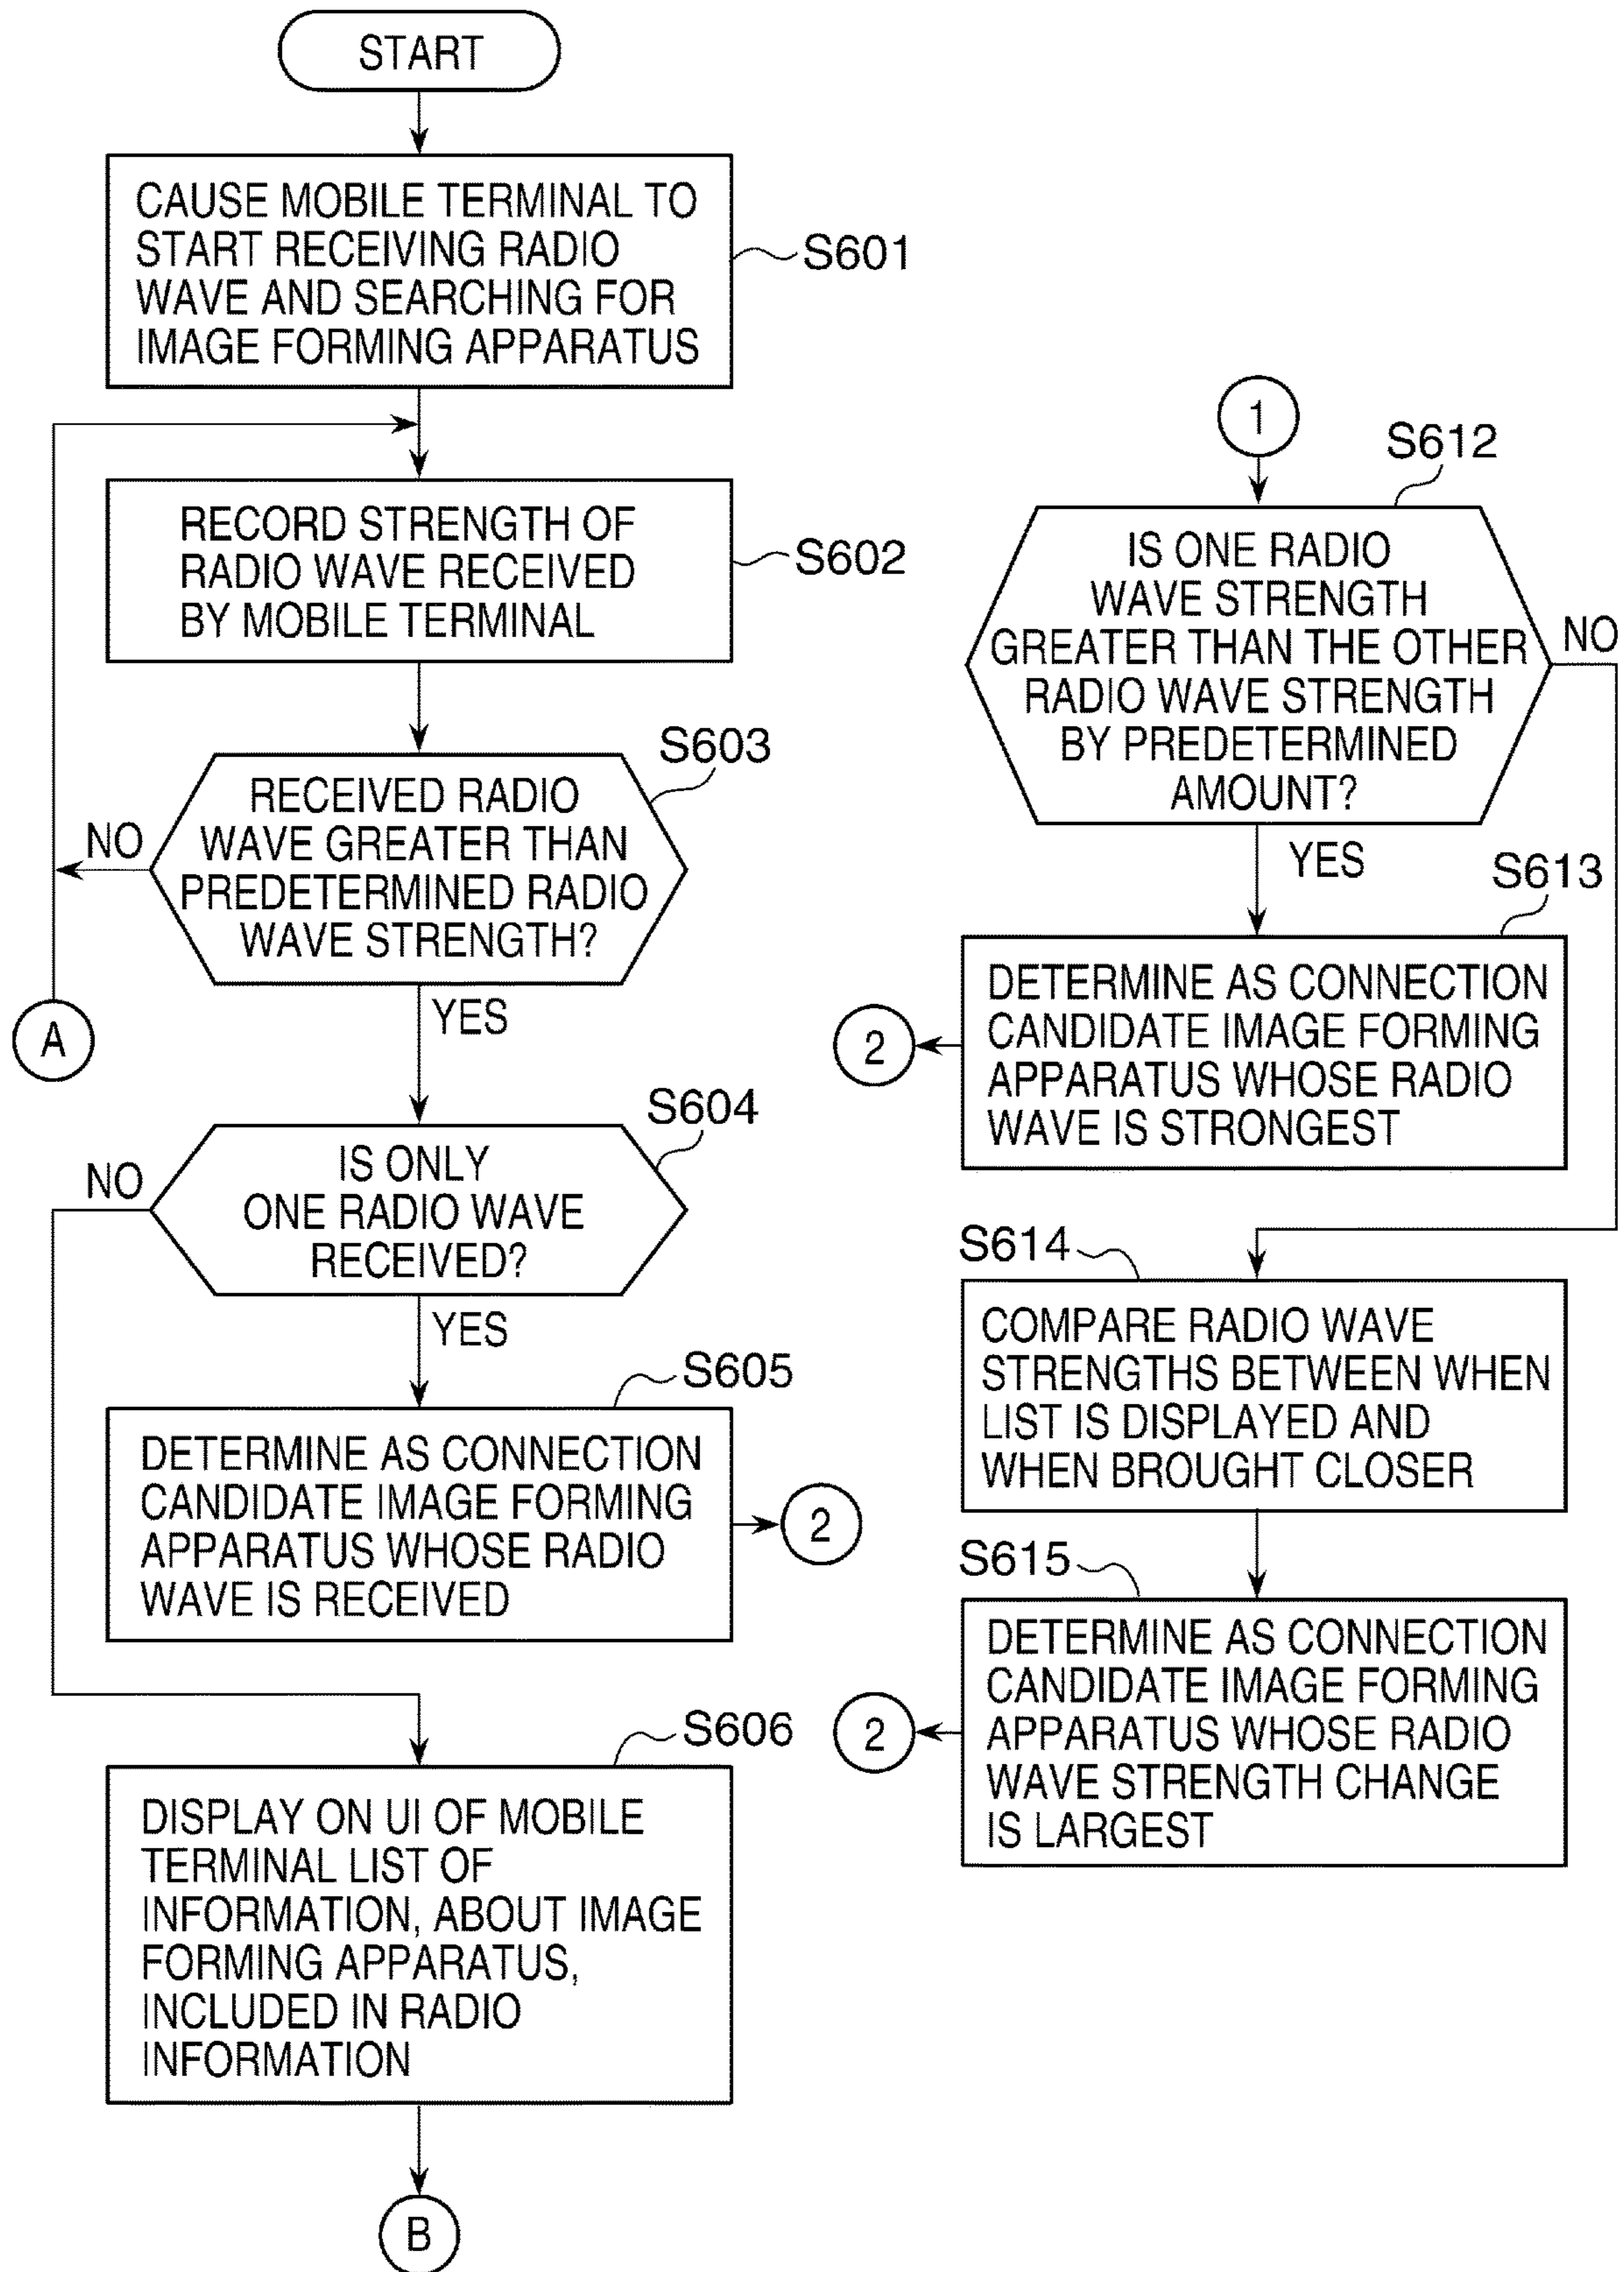 START
CAUSE MOBILE TERMINAL TO
START RECEIVING RADIO
WAVE AND SEARCHING FOR
IMAGE FORMING APPARATUS
S601
RECORD STRENGTH OF
RADIO WAVE RECEIVED
BY MOBILE TERMINAL
S602
S603
RECEIVED RADIO
WAVE GREATER THAN
PREDETERMINED RADIO
WAVE STRENGTH?
NO
YES
A
S604
IS ONLY
ONE RADIO WAVE
RECEIVED?
NO
YES
S605
DETERMINE AS CONNECTION
CANDIDATE IMAGE FORMING
APPARATUS WHOSE RADIO
WAVE IS RECEIVED
2
S606
DISPLAY ON UI OF MOBILE
TERMINAL LIST OF
INFORMATION, ABOUT IMAGE
FORMING APPARATUS,
INCLUDED IN RADIO
INFORMATION
B
1
S612
IS ONE RADIO
WAVE STRENGTH
GREATER THAN THE OTHER
RADIO WAVE STRENGTH
BY PREDETERMINED
AMOUNT?
NO
YES
S613
DETERMINE AS CONNECTION
CANDIDATE IMAGE FORMING
APPARATUS WHOSE RADIO
WAVE IS STRONGEST
2
S614
COMPARE RADIO WAVE
STRENGTHS BETWEEN WHEN
LIST IS DISPLAYED AND
WHEN BROUGHT CLOSER
S615
DETERMINE AS CONNECTION
CANDIDATE IMAGE FORMING
APPARATUS WHOSE RADIO
WAVE STRENGTH CHANGE
IS LARGEST
2